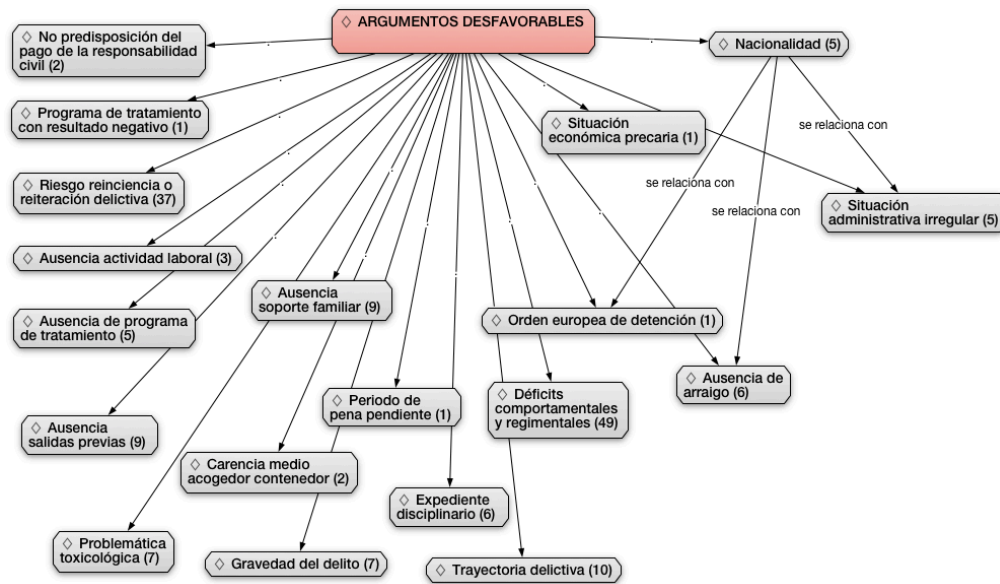 ◇ ARGUMENTOS DESFAVORABLES
◇ No predisposición del
pago de la responsabilidad
civil (2)
◇ Nacionalidad (5)
◇ Programa de tratamiento
con resultado negativo (1)
◇ Situación
económica precaria (1)
se relaciona con
◇ Riesgo reinciencia o
reiteración delictiva (37)
se relaciona con
se relaciona con
◇ Situación
administrativa irregular (5)
◇ Ausencia actividad laboral (3)
◇ Ausencia
soporte familiar (9)
◇ Ausencia de programa
de tratamiento (5)
◇ Orden europea de detención (1)
◇ Ausencia de
arraigo (6)
◇ Periodo de
pena pendiente (1)
◇ Déficits
comportamentales
y regimentales (49)
◇ Ausencia
salidas previas (9)
◇ Carencia medio
acogedor contenedor (2)
◇ Expediente
disciplinario (6)
◇ Problemática
toxicológica (7)
◇ Gravedad del delito (7)
◇ Trayectoria delictiva (10)